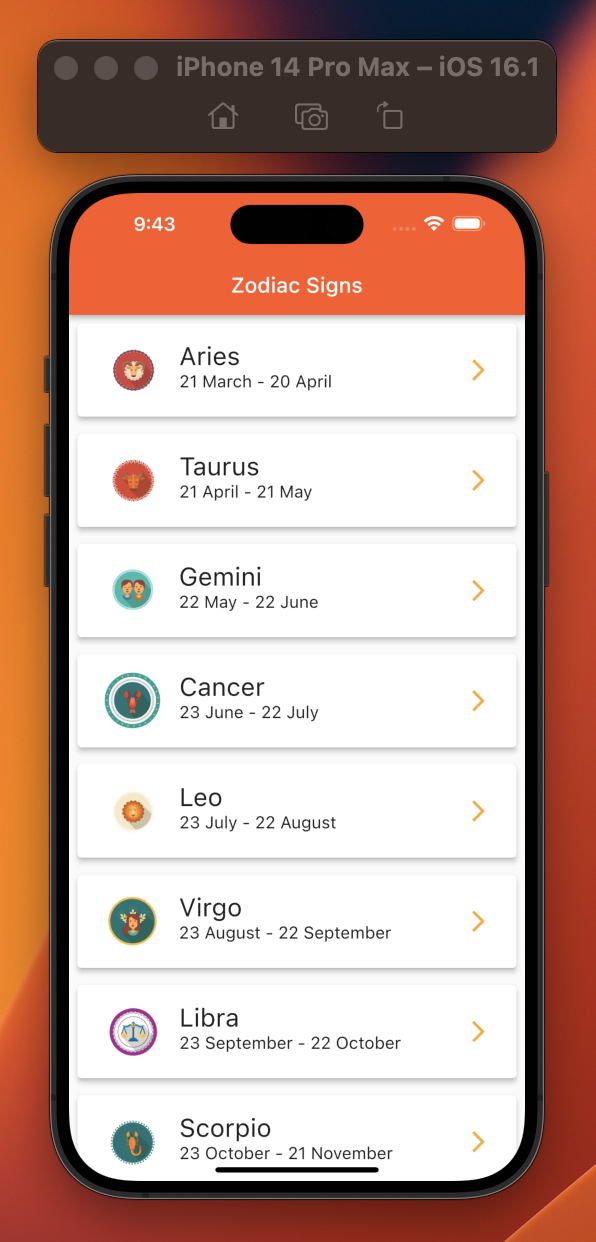 iPhone 14 Pro Max – iOS 16.1
9:43
Zodiac Signs
Aries
21 March - 20 April
Taurus
21 April - 21 May
Gemini
22 May - 22 June
Cancer
23 June - 22 July
Leo
23 July - 22 August
Virgo
23 August - 22 September
Libra
23 September - 22 October
Scorpio
23 October - 21 November